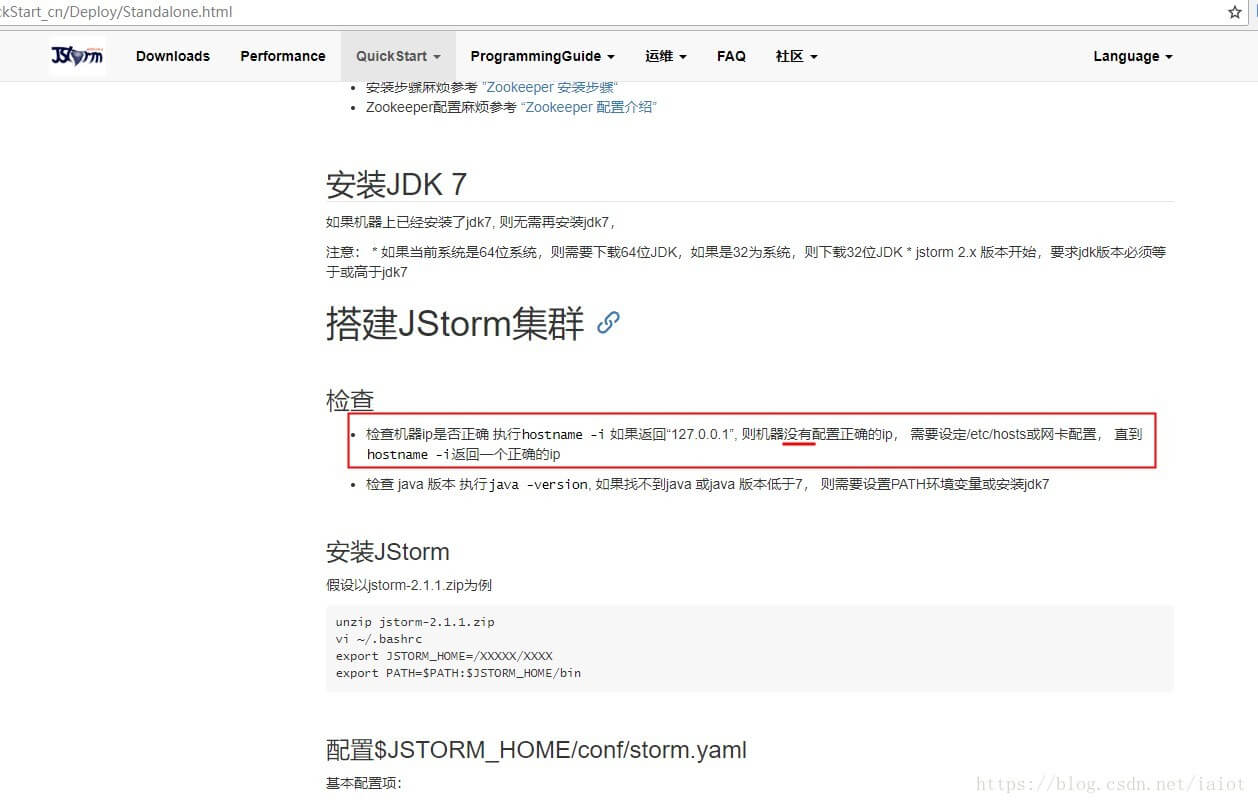 ckStart_cn/Deploy/Standalone.html
JStorm Downloads Performance QuickStart ProgrammingGuide 运维 FAQ 社区 Language
安装步骤麻烦参考 "Zookeeper 安装步骤"
Zookeeper配置麻烦参考 “Zookeeper 配置介绍”
安装JDK 7
如果机器上已经安装了jdk7, 则无需再安装jdk7，
注意： * 如果当前系统是64位系统，则需要下载64位JDK，如果是32为系统，则下载32位JDK * jstorm 2.x 版本开始，要求jdk版本必须等
于或高于jdk7
搭建JStorm集群
检查
检查机器ip是否正确 执行hostname -i 如果返回“127.0.0.1”, 则机器没有配置正确的ip， 需要设定/etc/hosts或网卡配置， 直到
hostname -i返回一个正确的ip
检查 java 版本 执行java -version, 如果找不到java 或java 版本低于7， 则需要设置PATH环境变量或安装jdk7
安装JStorm
假设以jstorm-2.1.1.zip为例
unzip jstorm-2.1.1.zip
vi ~/.bashrc
export JSTORM_HOME=/XXXXX/XXXX
export PATH=$PATH:$JSTORM_HOME/bin
配置$JSTORM_HOME/conf/storm.yaml
基本配置项：
https://blog.csdn.net/iaiot